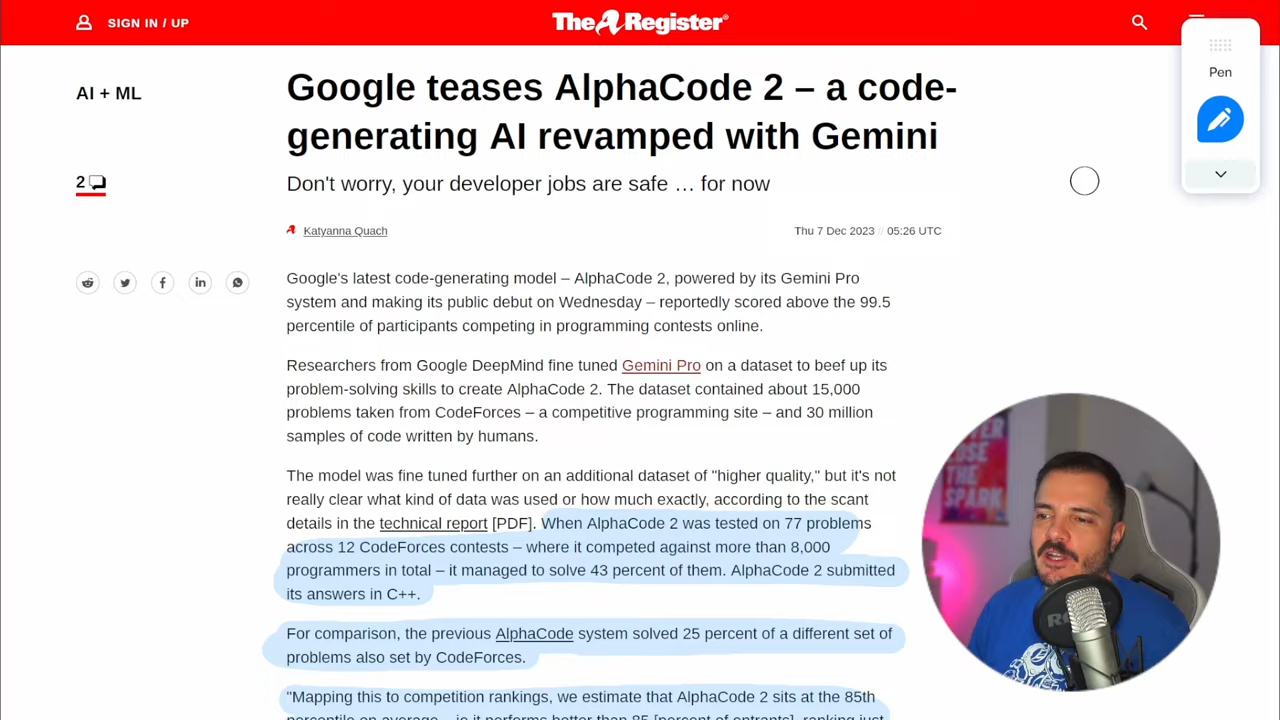 SIGN IN / UP
The Register®
Pen
AI + ML
Google teases AlphaCode 2 – a code-
generating AI revamped with Gemini
2
Don't worry, your developer jobs are safe … for now
Katyanna Quach
Thu 7 Dec 2023 // 05:26 UTC
Google's latest code-generating model – AlphaCode 2, powered by its Gemini Pro
system and making its public debut on Wednesday – reportedly scored above the 99.5
percentile of participants competing in programming contests online.
Researchers from Google DeepMind fine tuned Gemini Pro on a dataset to beef up its
problem-solving skills to create AlphaCode 2. The dataset contained about 15,000
problems taken from CodeForces – a competitive programming site – and 30 million
samples of code written by humans.
The model was fine tuned further on an additional dataset of "higher quality," but it's not
really clear what kind of data was used or how much exactly, according to the scant
details in the technical report [PDF]. When AlphaCode 2 was tested on 77 problems
across 12 CodeForces contests – where it competed against more than 8,000
programmers in total – it managed to solve 43 percent of them. AlphaCode 2 submitted
its answers in C++.
For comparison, the previous AlphaCode system solved 25 percent of a different set of
problems also set by CodeForces.
"Mapping this to competition rankings, we estimate that AlphaCode 2 sits at the 85th
percentile on average – ie it performs better than 85 [percent of entrants], ranking just
THE
SPARK